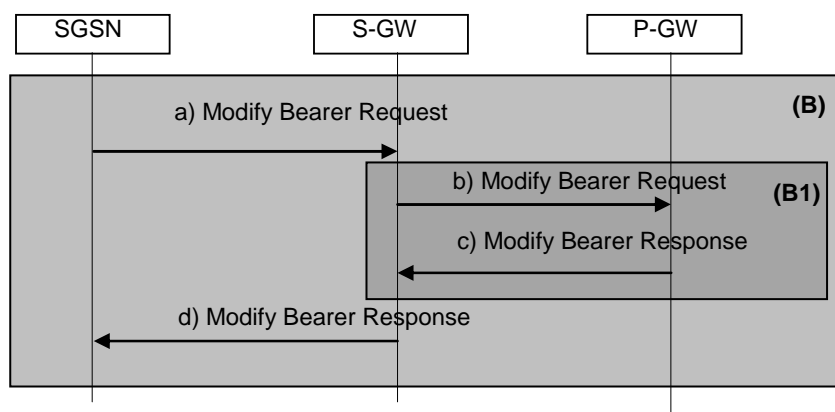 SGSN
S-GW
P-GW
(B)
a) Modify Bearer Request
b) Modify Bearer Request
(B1)
c) Modify Bearer Response
d) Modify Bearer Response